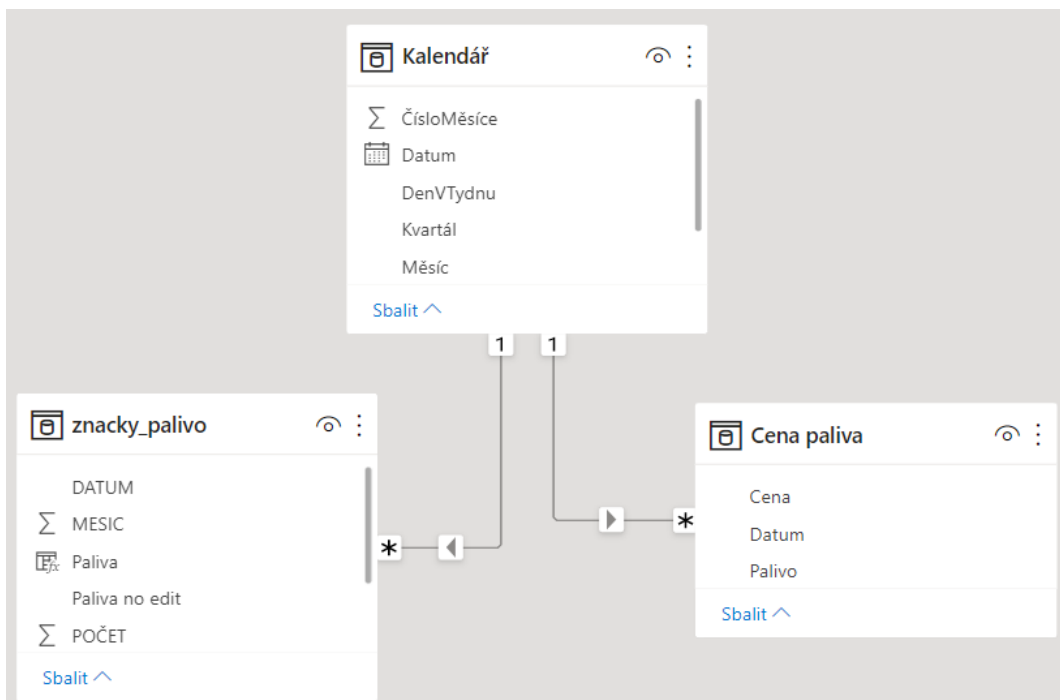 Kalendář
ČísloMěsíce
Datum
DenVTydnu
Kvartál
Měsíc
Sbalit
1 1
znacky_palivo
DATUM
MESIC
Paliva
Paliva no edit
POČET
Sbalit
*
Cena paliva
Cena
Datum
Palivo
Sbalit
*